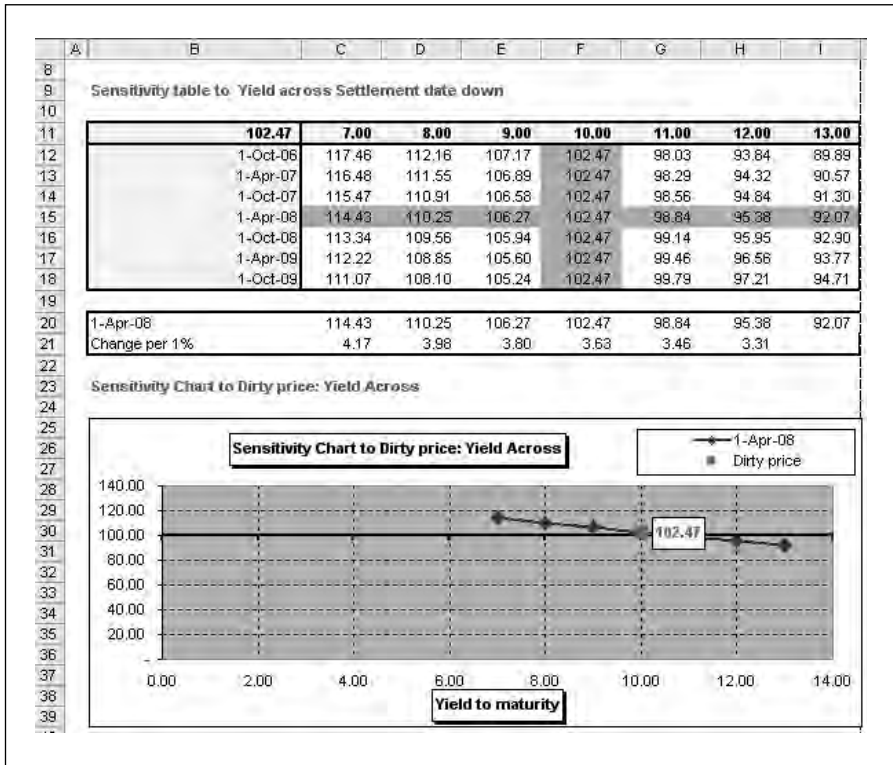 A B C D E F G H I
8
9 Sensitivity table to Yield across Settlement date down
10
11 102.47 7.00 8.00 9.00 10.00 11.00 12.00 13.00
12 1-Oct-06 117.46 112.16 107.17 102.47 98.03 93.84 89.89
13 1-Apr-07 116.48 111.55 106.89 102.47 98.29 94.32 90.57
14 1-Oct-07 115.47 110.91 106.58 102.47 98.56 94.84 91.30
15 1-Apr-08 114.43 110.25 106.27 102.47 98.84 95.38 92.07
16 1-Oct-08 113.34 109.56 105.94 102.47 99.14 95.95 92.90
17 1-Apr-09 112.22 108.85 105.60 102.47 99.46 96.56 93.77
18 1-Oct-09 111.07 108.10 105.24 102.47 99.79 97.21 94.71
19
20 1-Apr-08 114.43 110.25 106.27 102.47 98.84 95.38 92.07
21 Change per 1% 4.17 3.98 3.80 3.63 3.46 3.31
22
23 Sensitivity Chart to Dirty price: Yield Across
24
25
26
27
28
29
30
31
32
33
34
35
36
37
38
39
Sensitivity Chart to Dirty price: Yield Across
1-Apr-08
Dirty price
140.00
120.00
100.00
80.00
60.00
40.00
20.00
-
102.47
0.00 2.00 4.00 6.00 8.00 10.00 12.00 14.00
Yield to maturity